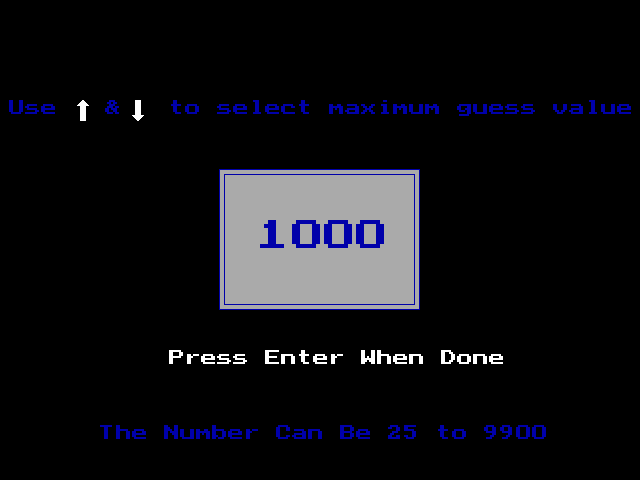 Use ↑ & ↓ to select maximum guess value
1000
Press Enter When Done
The Number Can Be 25 to 9900